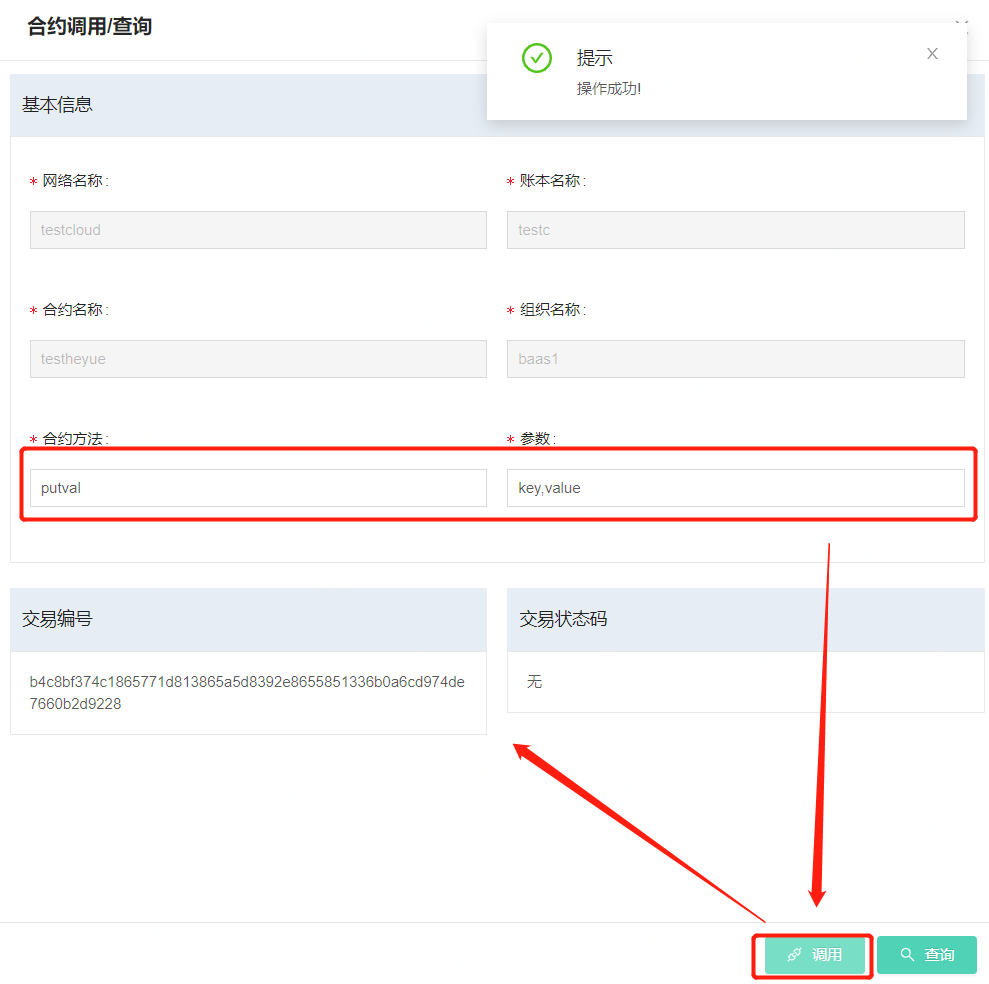 合约调用/查询
提示
操作成功!
基本信息
* 网络名称:
* 账本名称:
testcloud
testc
* 合约名称:
* 组织名称:
testheyue
baas1
* 合约方法:
* 参数:
putval
key,value
交易编号
交易状态码
b4c8bf374c1865771d813865a5d8392e8655851336b0a6cd974de
7660b2d9228
无
调用
查询